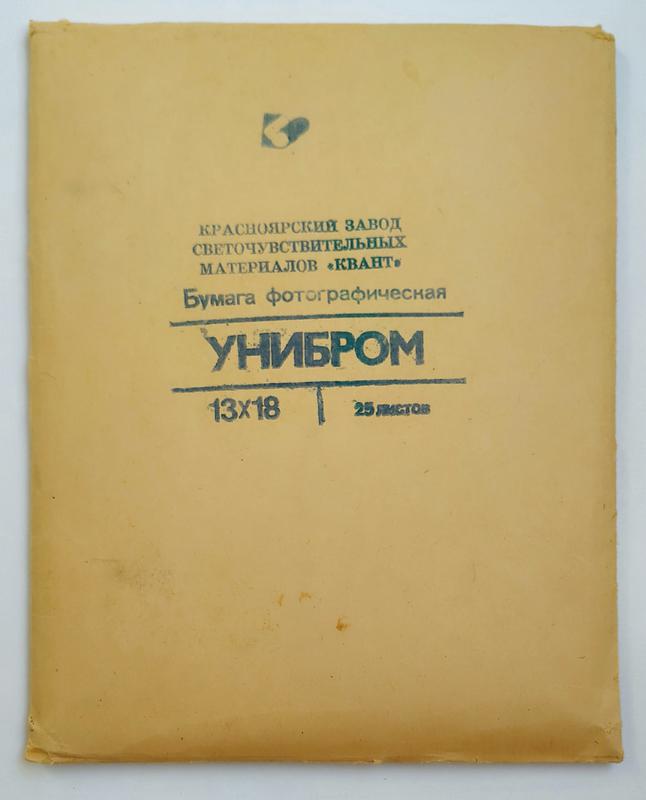 КРАСНОЯРСКИЙ ЗАВОД
СВЕТОЧУВСТВИТЕЛЬНЫХ
МАТЕРИАЛОВ «КВАНТ»
Бумага фотографическая
УНИБРОМ
13х18 25 листов